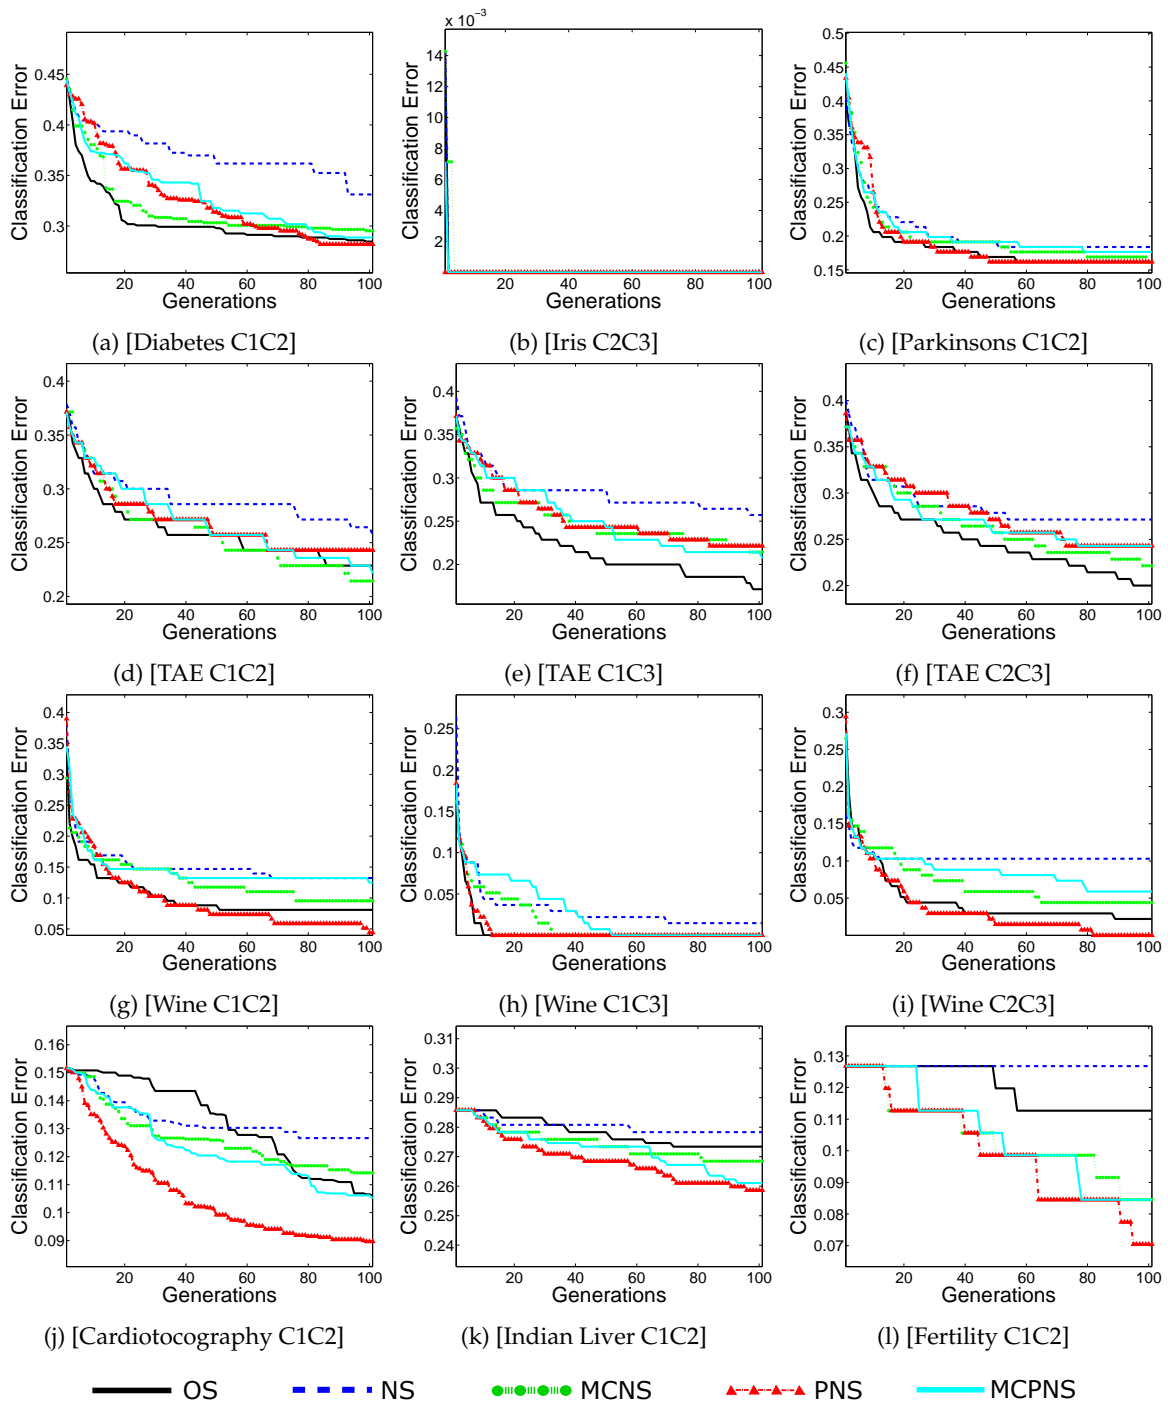 Classification Error
0.45
0.4
0.35
0.3
20 40 60 80 100
Generations
(a) [Diabetes C1C2]
x 10⁻³
Classification Error
14
12
10
8
6
4
2
20 40 60 80 100
Generations
(b) [Iris C2C3]
Classification Error
0.5
0.45
0.4
0.35
0.3
0.25
0.2
0.15
20 40 60 80 100
Generations
(c) [Parkinsons C1C2]
Classification Error
0.4
0.35
0.3
0.25
0.2
20 40 60 80 100
Generations
(d) [TAE C1C2]
Classification Error
0.4
0.35
0.3
0.25
0.2
20 40 60 80 100
Generations
(e) [TAE C1C3]
Classification Error
0.4
0.35
0.3
0.25
0.2
20 40 60 80 100
Generations
(f) [TAE C2C3]
Classification Error
0.4
0.35
0.3
0.25
0.2
0.15
0.1
0.05
20 40 60 80 100
Generations
(g) [Wine C1C2]
Classification Error
0.25
0.2
0.15
0.1
0.05
20 40 60 80 100
Generations
(h) [Wine C1C3]
Classification Error
0.3
0.25
0.2
0.15
0.1
0.05
20 40 60 80 100
Generations
(i) [Wine C2C3]
Classification Error
0.16
0.15
0.14
0.13
0.12
0.11
0.1
0.09
20 40 60 80 100
Generations
(j) [Cardiotocography C1C2]
Classification Error
0.31
0.3
0.29
0.28
0.27
0.26
0.25
0.24
20 40 60 80 100
Generations
(k) [Indian Liver C1C2]
Classification Error
0.13
0.12
0.11
0.1
0.09
0.08
0.07
20 40 60 80 100
Generations
(l) [Fertility C1C2]
OS NS MCNS PNS MCPNS